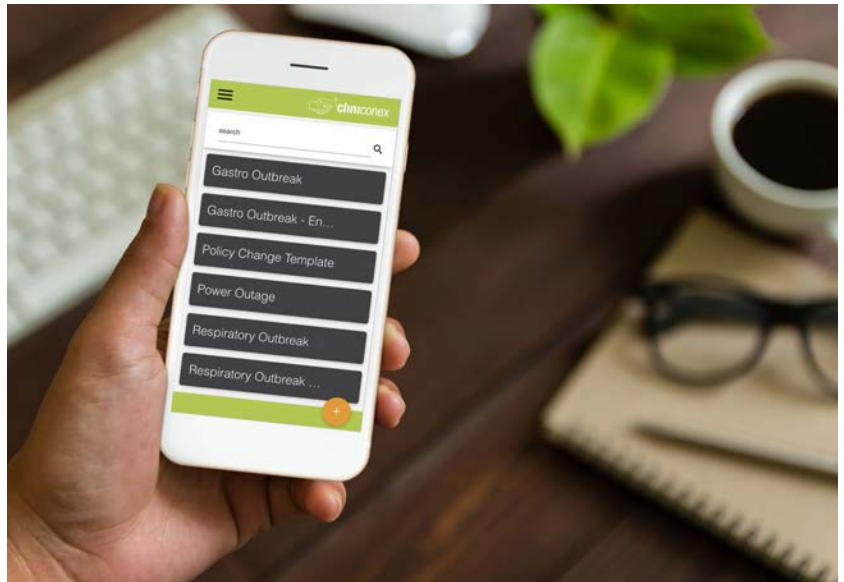 cliniconex
search
Gastro Outbreak
Gastro Outbreak - En...
Policy Change Template
Power Outage
Respiratory Outbreak
Respiratory Outbreak ...
+